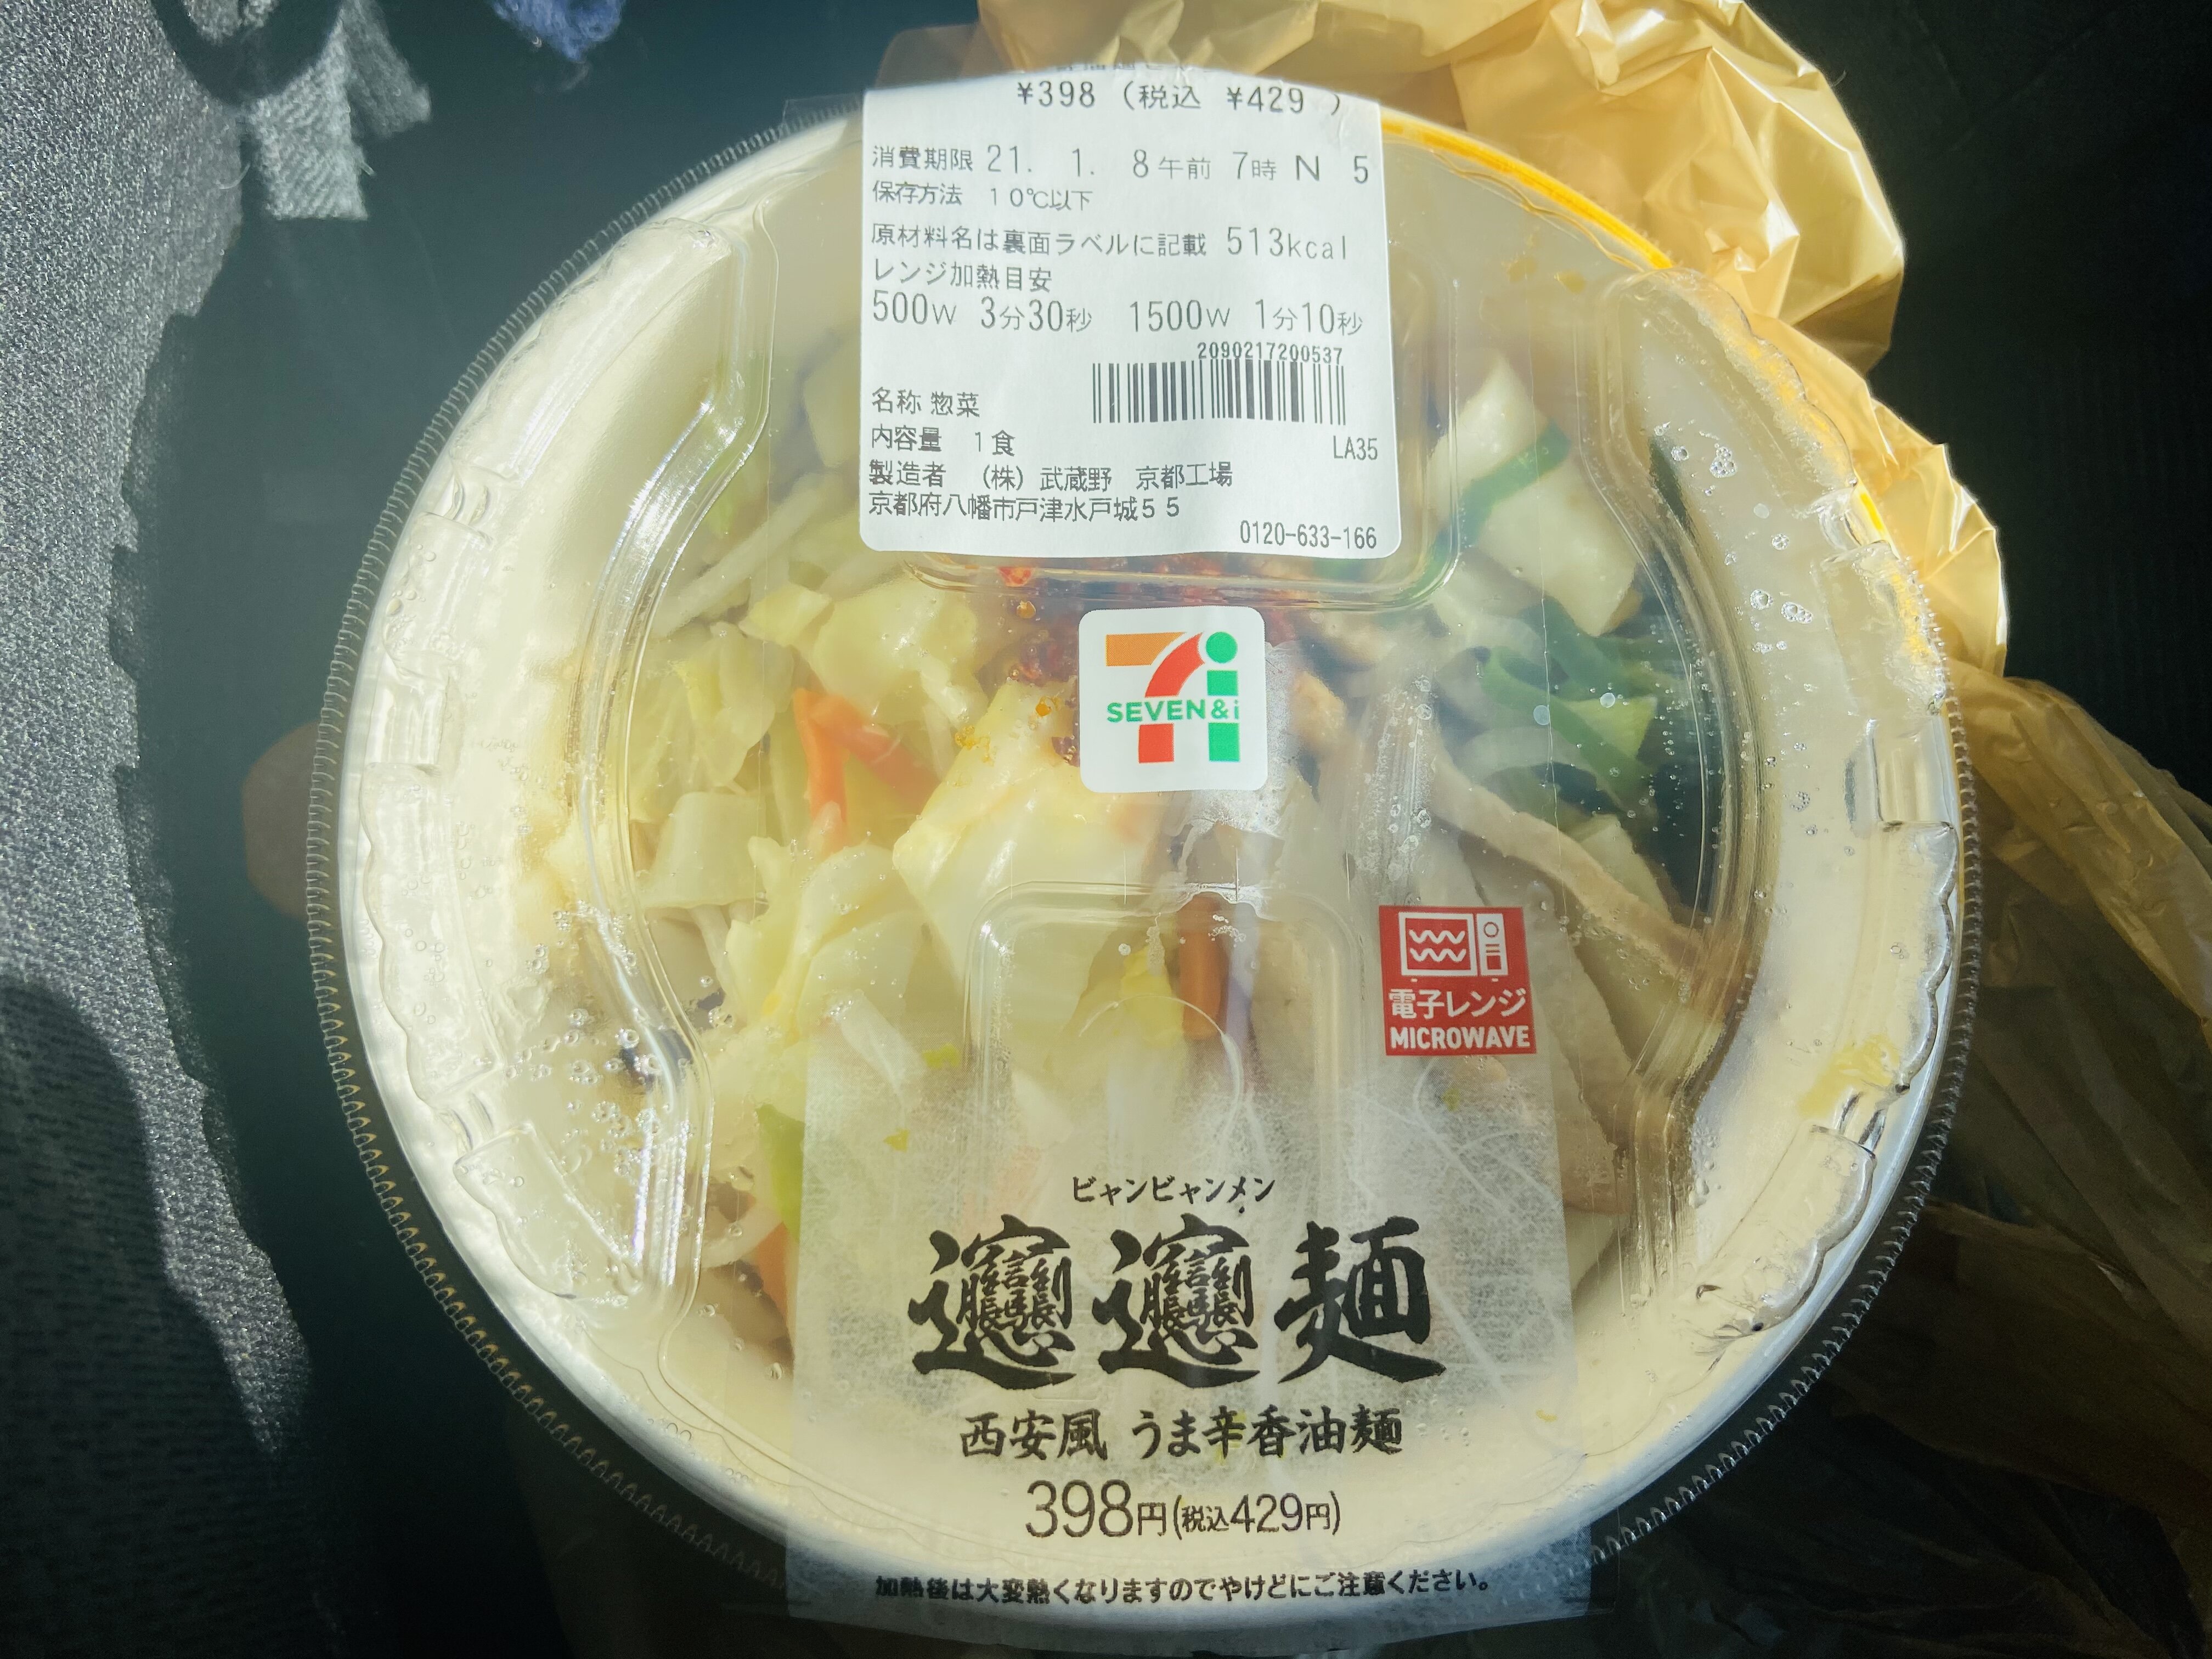 ¥398 (税込 ¥429 )
消費期限 21. 1. 8午前 7時 N 5
保存方法 10℃以下
原材料名は裏面ラベルに記載 513kcal
レンジ加熱目安
500W 3分30秒 1500W 1分10秒
2090217200537
名称 惣菜
内容量 1食
LA35
製造者 (株) 武蔵野 京都工場
京都府八幡市戸津水戸城55
0120-633-166
SEVEN&i
電子レンジ
MICROWAVE
ビャンビャンメン
𰻞𰻞麺
西安風 うま辛香油麺
398円(税込429円)
加熱後は大変熱くなりますのでやけどにご注意ください。